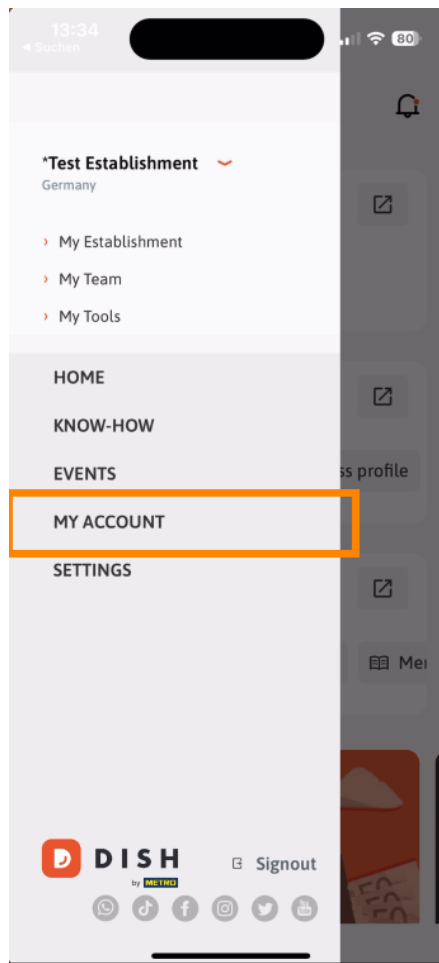 13:34
◂ Suchen
80
*Test Establishment
Germany
› My Establishment
› My Team
› My Tools
HOME
KNOW-HOW
EVENTS
ss profile
MY ACCOUNT
SETTINGS
Me
DISH
by METRO
Signout